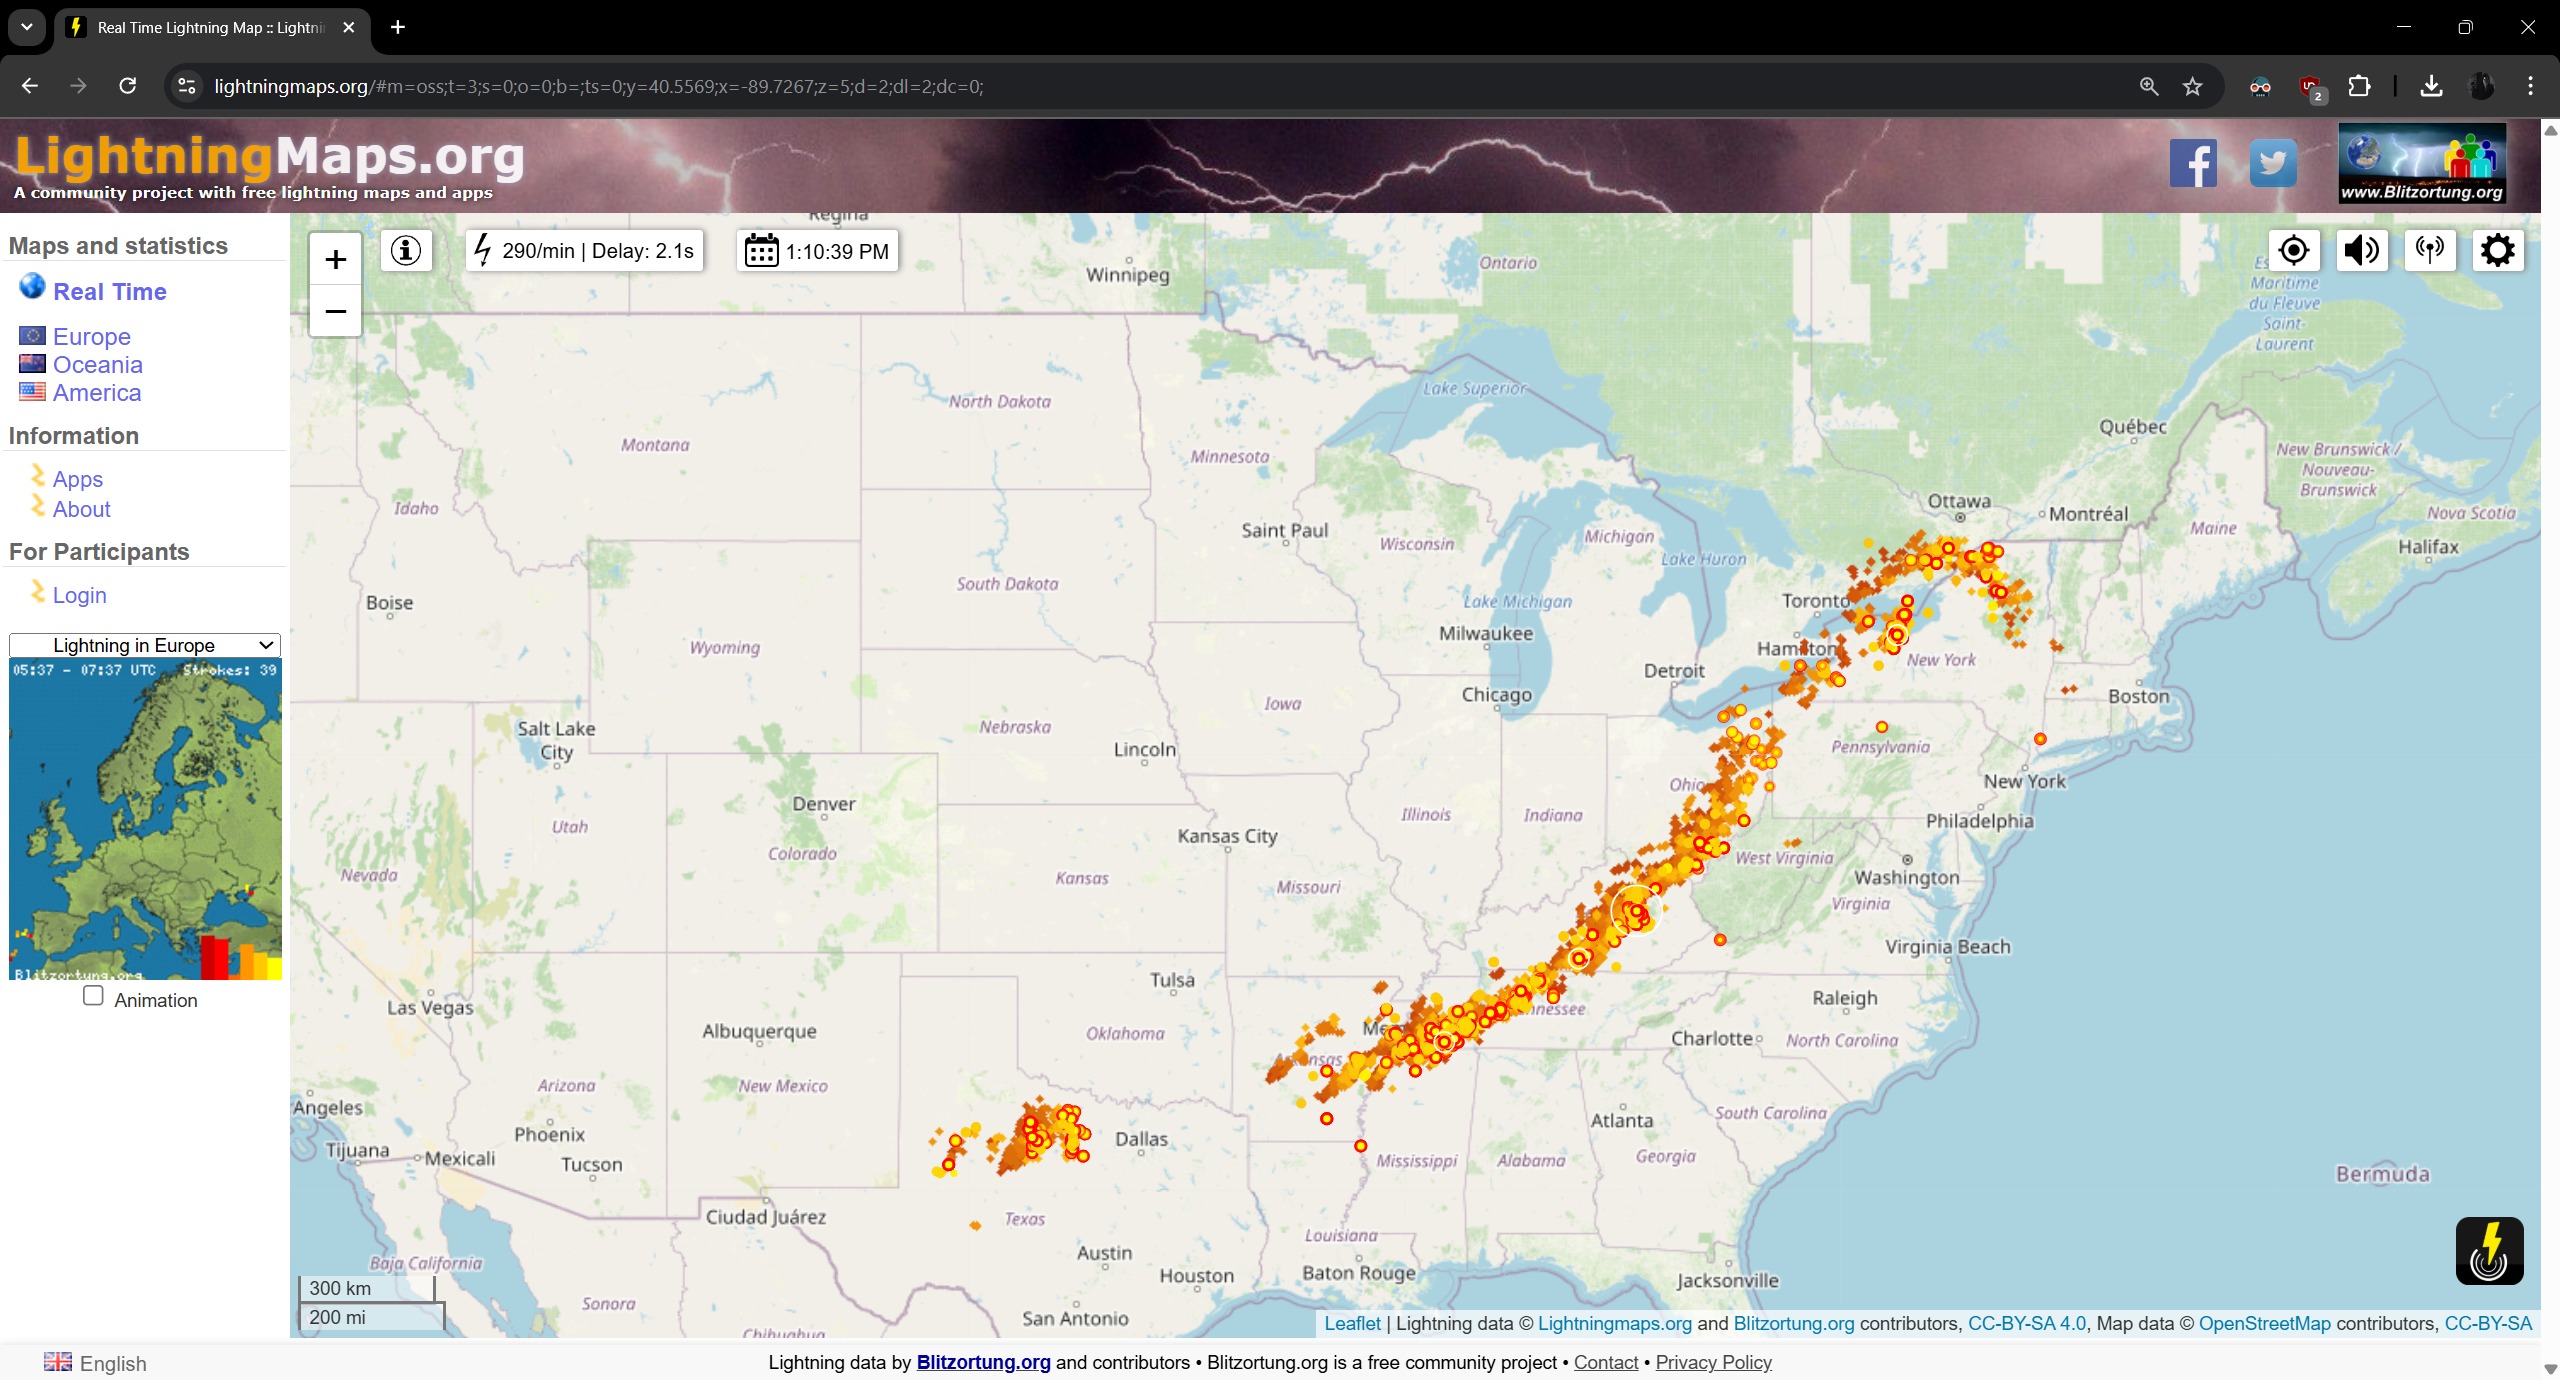 Real Time Lightning Map :: Lightni
lightningmaps.org/#m=oss;t=3;s=0;o=0;b=;ts=0;y=40.5569;x=-89.7267;z=5;d=2;dl=2;dc=0;
2
LightningMaps.org
A community project with free lightning maps and apps
www.Blitzortung.org
Maps and statistics
Real Time
Europe
Oceania
America
Information
Apps
About
For Participants
Login
Lightning in Europe
05:37 - 07:37 UTC Strokes: 39
Blitzortung.org
Animation
+
−
290/min | Delay: 2.1s
1:10:39 PM
Regina
Winnipeg
Ontario
Maritime
du Fleuve
Saint-
Laurent
Lake Superior
North Dakota
Québec
Montana
Minnesota
New Brunswick /
Nouveau-
Brunswick
Idaho
Ottawa
Montréal
Nova Scotia
Saint Paul
Wisconsin
Michigan
Maine
Halifax
Lake Huron
South Dakota
Boise
Lake Michigan
Toronto
Milwaukee
Wyoming
Hamilton
New York
Detroit
Chicago
Boston
Iowa
Salt Lake
City
Nebraska
Lincoln
Pennsylvania
New York
Ohio
Denver
Utah
Illinois
Indiana
Philadelphia
Kansas City
Colorado
West Virginia
Nevada
Kansas
Missouri
Washington
Virginia
Virginia Beach
Tulsa
Las Vegas
Raleigh
nnessee
Albuquerque
Oklahoma
Me
Charlotte
North Carolina
Arizona
New Mexico
Angeles
Phoenix
Dallas
Atlanta
South Carolina
Tijuana
Mexicali
Tucson
Mississippi
Alabama
Georgia
Bermuda
Ciudad Juárez
Texas
Louisiana
Austin
Baja California
Houston
Baton Rouge
Jacksonville
300 km
Sonora
200 mi
San Antonio
Chihuahua
Leaflet | Lightning data © Lightningmaps.org and Blitzortung.org contributors, CC-BY-SA 4.0, Map data © OpenStreetMap contributors, CC-BY-SA
English
Lightning data by Blitzortung.org and contributors • Blitzortung.org is a free community project • Contact • Privacy Policy